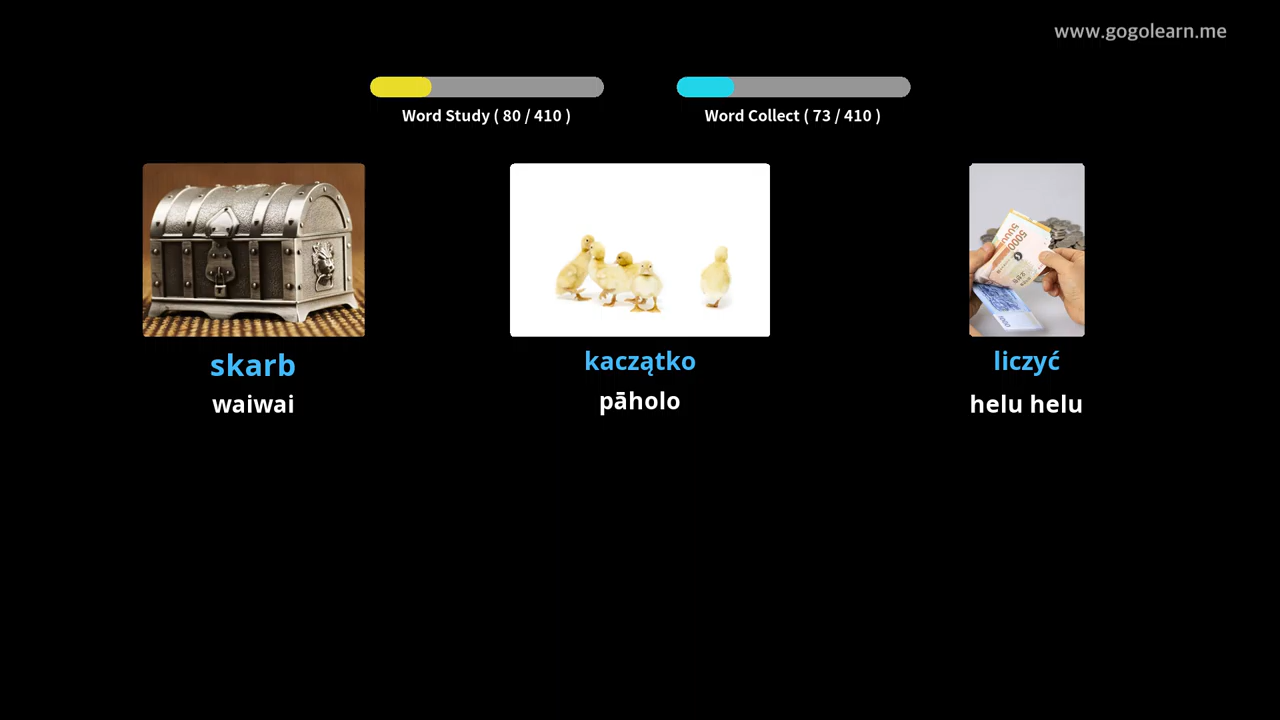 www.gogolearn.me
Word Study ( 80 / 410 )
Word Collect ( 73 / 410 )
skarb
kaczątko
liczyć
waiwai
pāholo
helu helu